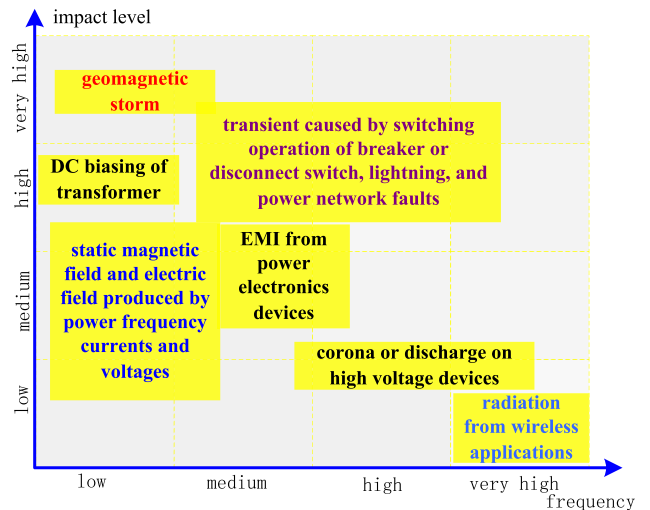 impact level
very high
high
medium
low
geomagnetic
storm
transient caused by switching
operation of breaker or
disconnect switch, lightning, and
power network faults
DC biasing of
transformer
static magnetic
field and electric
field produced by
power frequency
currents and
voltages
EMI from
power
electronics
devices
corona or discharge on
high voltage devices
radiation
from wireless
applications
low
medium
high
very high
frequency